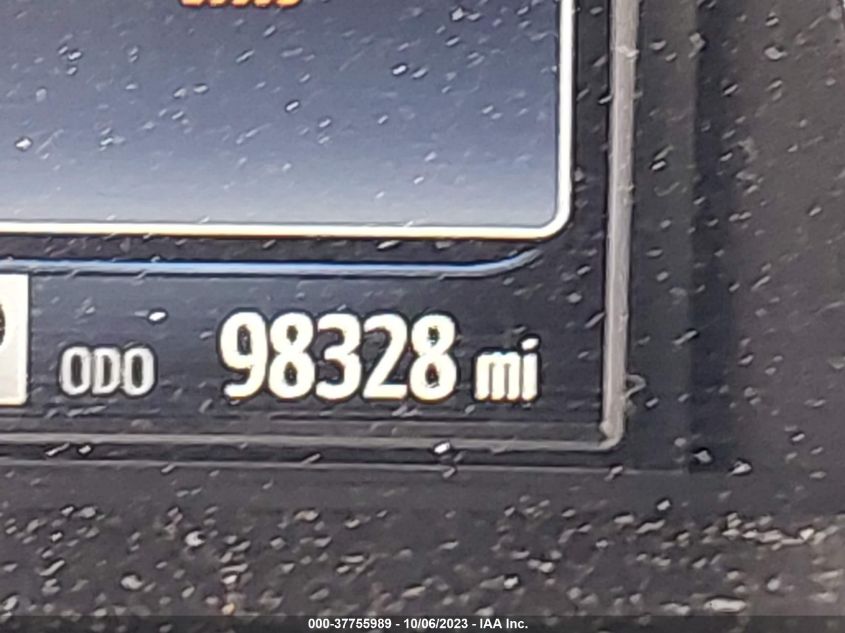 ODO 98328 mi
000-37755989 - 10/06/2023 - IAA Inc.